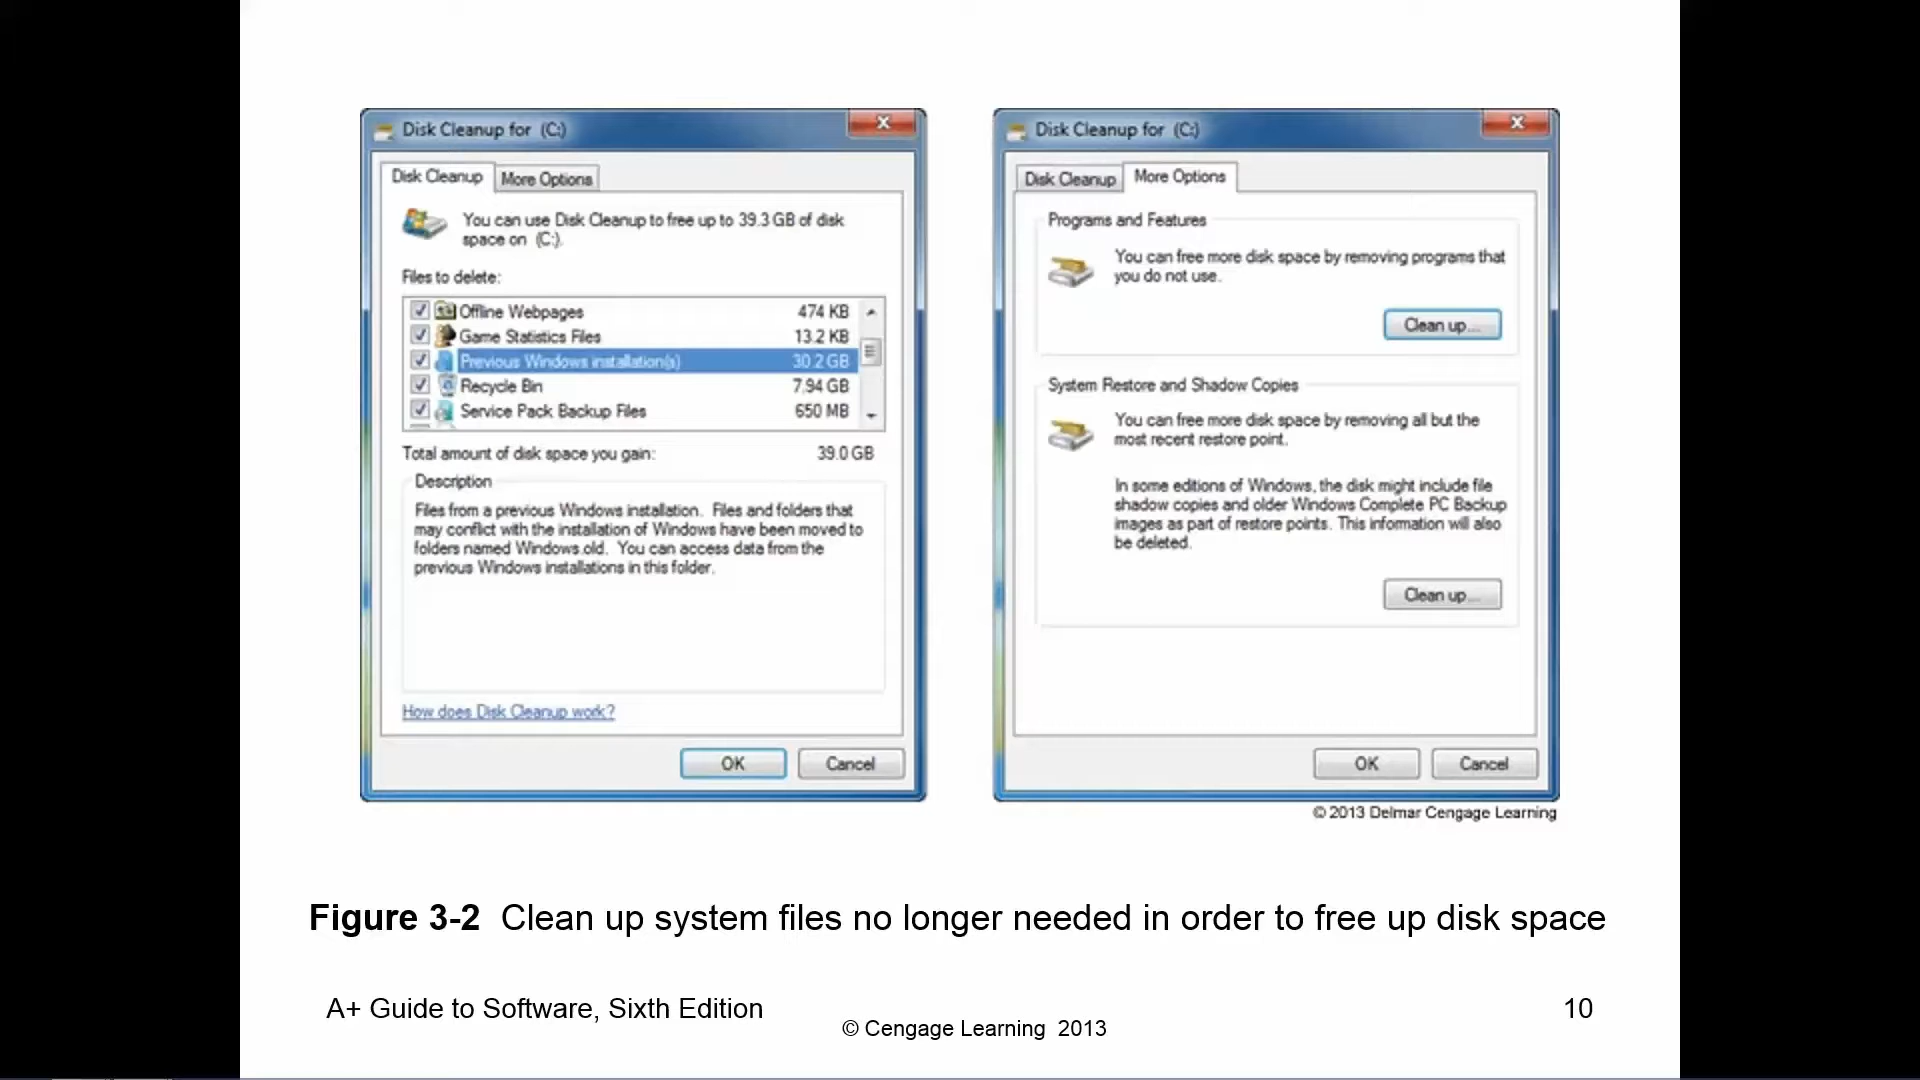 Disk Cleanup for (C:)
Disk Cleanup
More Options
You can use Disk Cleanup to free up to 39.3 GB of disk
space on (C:).
Files to delete:
Offline Webpages 474 KB
Game Statistics Files 13.2 KB
Previous Windows installation(s) 30.2 GB
Recycle Bin 7.94 GB
Service Pack Backup Files 650 MB
Total amount of disk space you gain: 39.0 GB
Description
Files from a previous Windows installation. Files and folders that
may conflict with the installation of Windows have been moved to
folders named Windows.old. You can access data from the
previous Windows installations in this folder.
How does Disk Cleanup work?
OK
Cancel
Disk Cleanup for (C:)
Disk Cleanup
More Options
Programs and Features
You can free more disk space by removing programs that
you do not use.
Clean up...
System Restore and Shadow Copies
You can free more disk space by removing all but the
most recent restore point.
In some editions of Windows, the disk might include file
shadow copies and older Windows Complete PC Backup
images as part of restore points. This information will also
be deleted.
Clean up...
OK
Cancel
© 2013 Delmar Cengage Learning
Figure 3-2 Clean up system files no longer needed in order to free up disk space
A+ Guide to Software, Sixth Edition
© Cengage Learning 2013
10